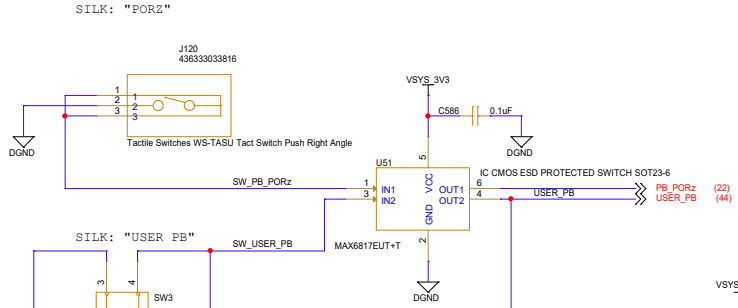 SILK: "PORZ"
J120
436333033816
1
2
3
1
2
3
DGND
Tactile Switches WS-TASU Tact Switch Push Right Angle
VSYS_3V3
C586
0.1uF
DGND
5
U51
IC CMOS ESD PROTECTED SWITCH SOT23-6
SW_PB_PORz
1
IN1
VCC
OUT1
6
PB_PORz
(22)
3
IN2
OUT2
4
USER_PB
USER_PB
(44)
GND
SILK: "USER PB"
SW_USER_PB
MAX6817EUT+T
2
DGND
3
4
SW3
VSYS